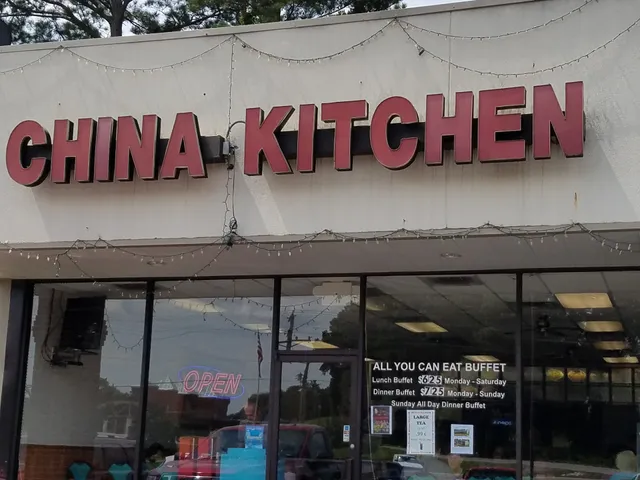 CHINA KITCHEN
OPEN
ALL YOU CAN EAT BUFFET
Lunch Buffet $6.25 Monday - Saturday
Dinner Buffet $7.25 Monday - Sunday
Sunday All Day Dinner Buffet
LARGE
TEA